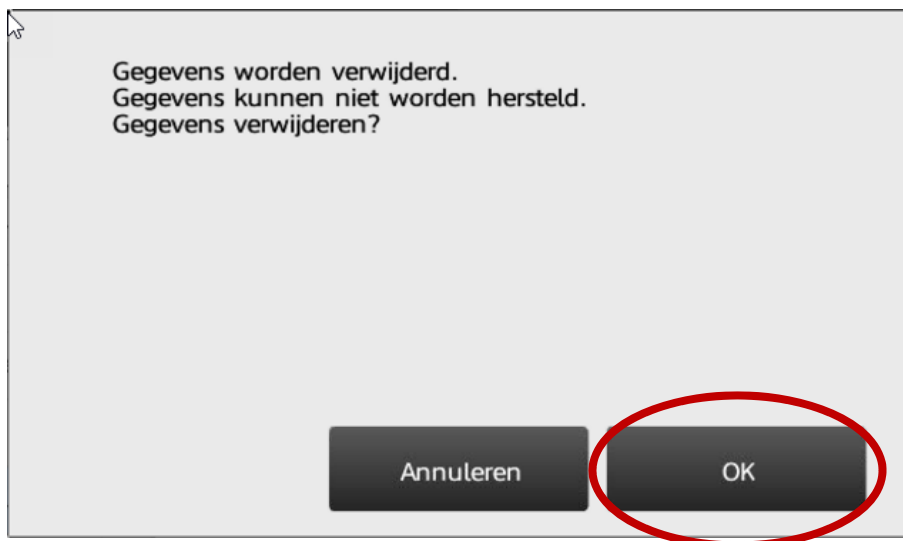 Gegevens worden verwijderd.
Gegevens kunnen niet worden hersteld.
Gegevens verwijderen?
Annuleren
OK